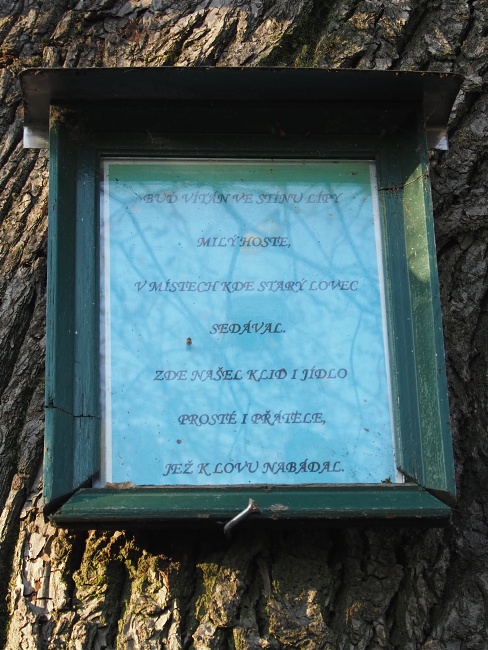 BUĎ VÍTÁN VE STÍNU LÍPY
MILÝ HOSTE,
V MÍSTECH KDE STARÝ LOVEC
SEDÁVAL.
ZDE NAŠEL KLID I JÍDLO
PROSTÉ I PŘÁTELE,
JEŽ K LOVU NABÁDAL.